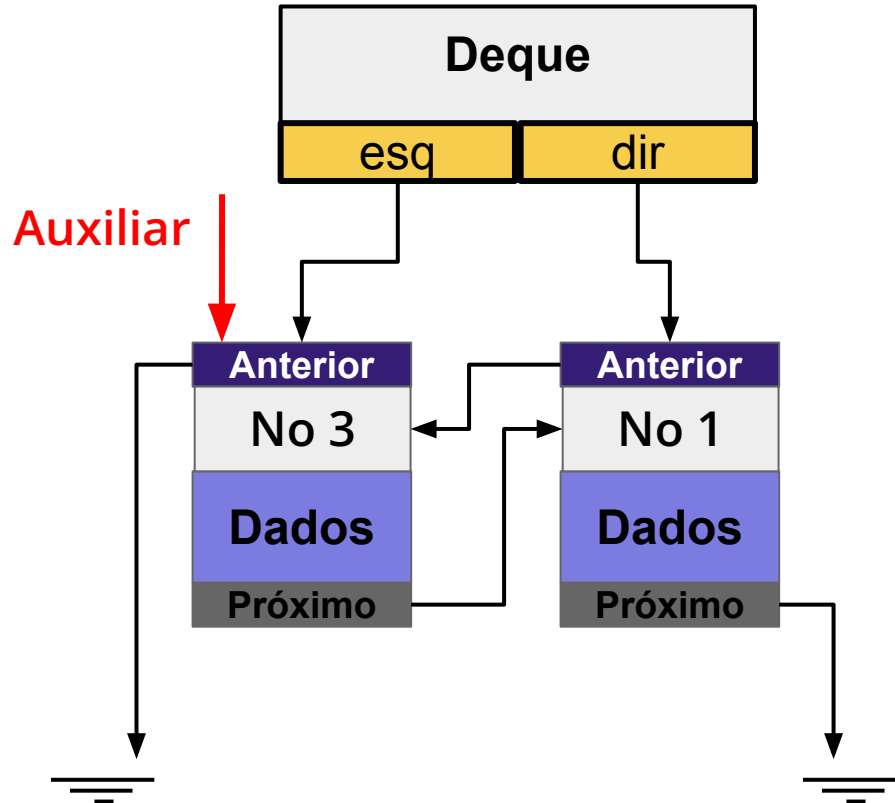 Deque
esq dir
Auxiliar
Anterior Anterior
No 3 No 1
Dados Dados
Próximo Próximo